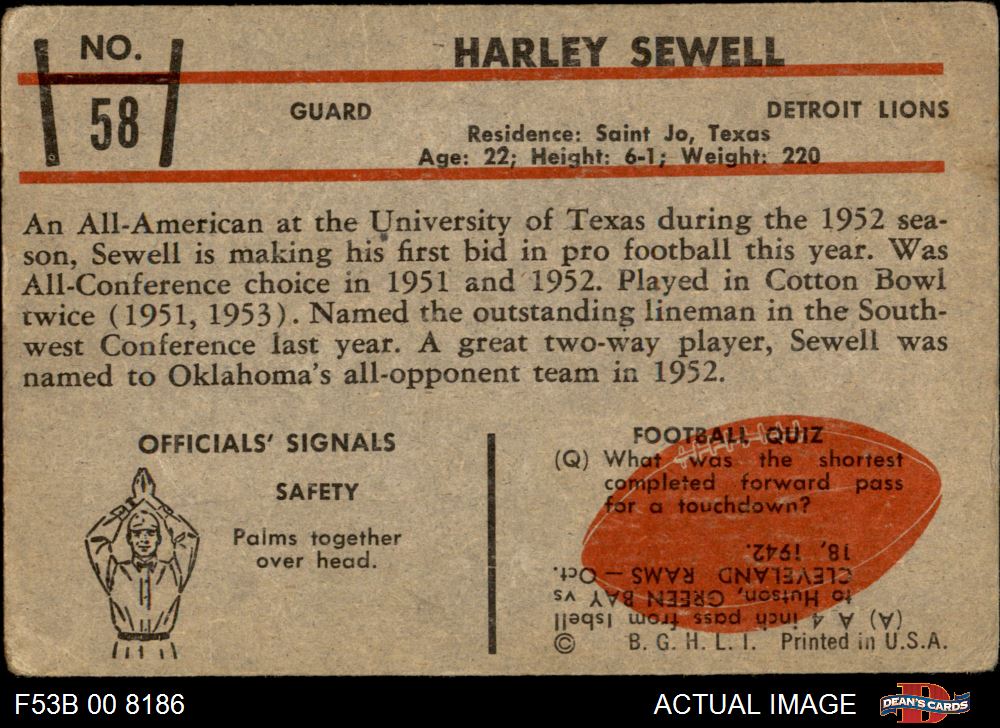 NO.
58
HARLEY SEWELL
GUARD
DETROIT LIONS
Residence: Saint Jo, Texas
Age: 22; Height: 6-1; Weight: 220
An All-American at the University of Texas during the 1952 sea-
son, Sewell is making his first bid in pro football this year. Was
All-Conference choice in 1951 and 1952. Played in Cotton Bowl
twice (1951, 1953). Named the outstanding lineman in the South-
west Conference last year. A great two-way player, Sewell was
named to Oklahoma's all-opponent team in 1952.
OFFICIALS' SIGNALS
SAFETY
Palms together
over head.
FOOTBALL QUIZ
(Q) What was the shortest
completed forward pass
for a touchdown?
(A) A 4 inch pass from Isbell
to Hutson, GREEN BAY vs
CLEVELAND RAMS — Oct.
18, 1942.
© B. G. H. L. I. Printed in U.S.A.
F53B 00 8186
ACTUAL IMAGE
DEAN'S CARDS